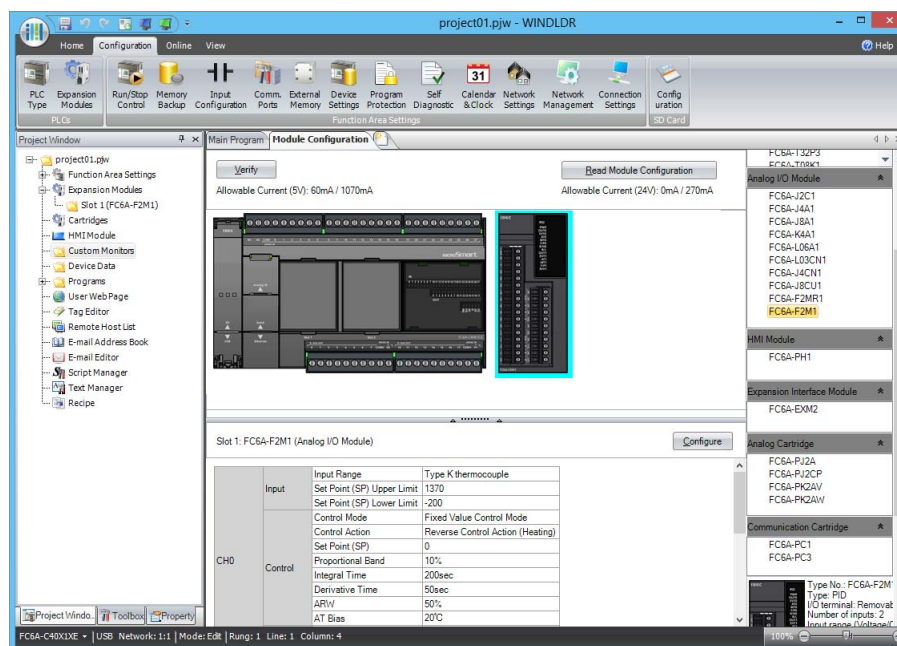 project01.pjw - WINDLDR
Home Configuration Online View
Help
PLC Type
Expansion Modules
Run/Stop Control
Memory Backup
Input Configuration
Comm. Ports
External Memory
Device Settings
Program Protection
Self Diagnostic
Calendar & Clock
Network Settings
Network Management
Connection Settings
Config uration
PLCs
Function Area Settings
SD Card
Project Window
project01.pjw
Function Area Settings
Expansion Modules
Slot 1 (FC6A-F2M1)
Cartridges
HMI Module
Custom Monitors
Device Data
Programs
User Web Page
Tag Editor
Remote Host List
E-mail Address Book
E-mail Editor
Script Manager
Text Manager
Recipe
Project Windo..
Toolbox
Property
Main Program
Module Configuration
Verify
Read Module Configuration
Allowable Current (5V): 60mA / 1070mA
Allowable Current (24V): 0mA / 270mA
Slot 1: FC6A-F2M1 (Analog I/O Module)
Configure
CH0
Input
Input Range Type K thermocouple
Set Point (SP) Upper Limit 1370
Set Point (SP) Lower Limit -200
Control
Control Mode Fixed Value Control Mode
Control Action Reverse Control Action (Heating)
Set Point (SP) 0
Proportional Band 10%
Integral Time 200sec
Derivative Time 50sec
ARW 50%
AT Bias 20℃
FC6A-T32P3
FC6A-T08K1
Analog I/O Module
FC6A-J2C1
FC6A-J4A1
FC6A-J8A1
FC6A-K4A1
FC6A-L06A1
FC6A-L03CN1
FC6A-J4CN1
FC6A-J8CU1
FC6A-F2MR1
FC6A-F2M1
HMI Module
FC6A-PH1
Expansion Interface Module
FC6A-EXM2
Analog Cartridge
FC6A-PJ2A
FC6A-PJ2CP
FC6A-PK2AV
FC6A-PK2AW
Communication Cartridge
FC6A-PC1
FC6A-PC3
Type No.: FC6A-F2M
Type: PID
I/O terminal: Removab
Number of inputs: 2
Input range (Voltage/
FC6A-C40X1XE
USB Network:1:1
Mode: Edit
Rung: 1 Line: 1 Column: 4
100%